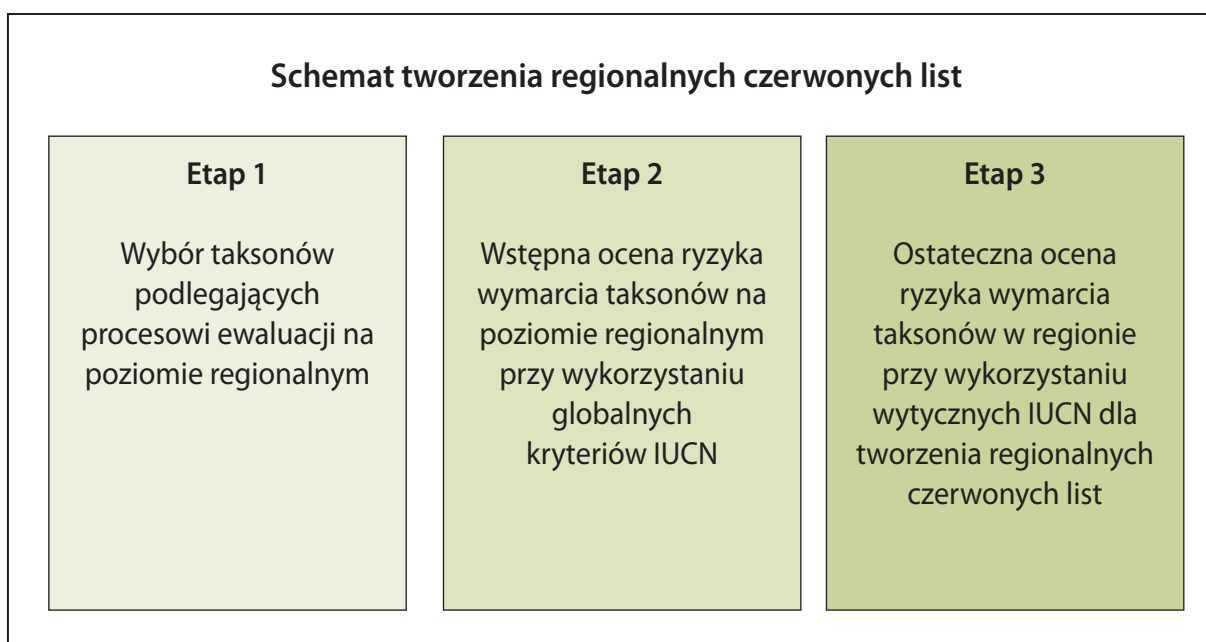 Schemat tworzenia regionalnych czerwonych list
Etap 1
Wybór taksonów
podlegających
procesowi ewaluacji na
poziomie regionalnym
Etap 2
Wstępna ocena ryzyka
wymarcia taksonów na
poziomie regionalnym
przy wykorzystaniu
globalnych
kryteriów IUCN
Etap 3
Ostateczna ocena
ryzyka wymarcia
taksonów w regionie
przy wykorzystaniu
wytycznych IUCN dla
tworzenia regionalnych
czerwonych list